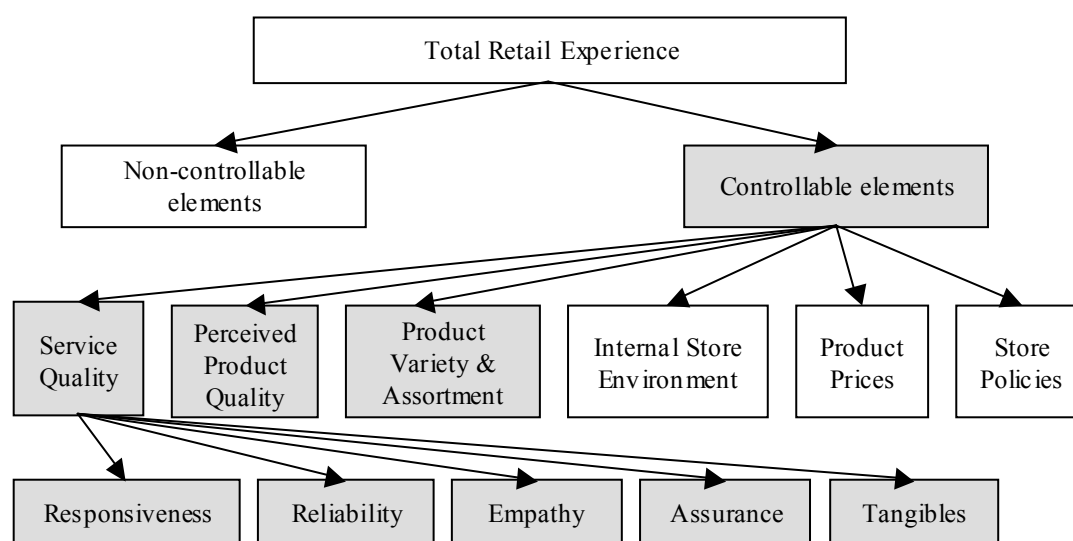 Total Retail Experience
Non-controllable
elements
Controllable elements
Service
Quality
Perceived
Product
Quality
Product
Variety &
Assortment
Internal Store
Environment
Product
Prices
Store
Policies
Responsiveness
Reliability
Empathy
Assurance
Tangibles